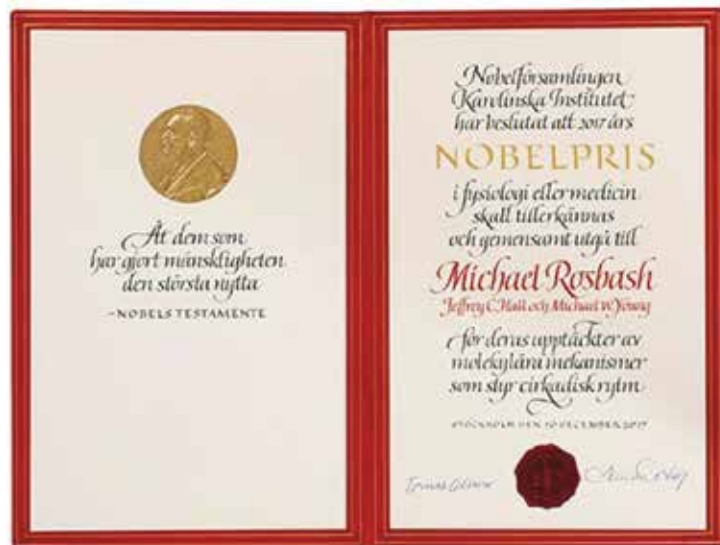 Åt dem som
har gjort mänskligheten
den största nytta
– NOBELS TESTAMENTE
Nobelförsamlingen
Karolinska Institutet
har beslutat att 2017 års
NOBELPRIS
i fysiologi eller medicin
skall tillerkännas
och gemensamt utgå till
Michael Rosbash
Jeffrey C. Hall och Michael W. Young
för deras upptäckter av
molekylära mekanismer
som styr cirkadisk rytm
STOCKHOLM DEN 10 DECEMBER 2017